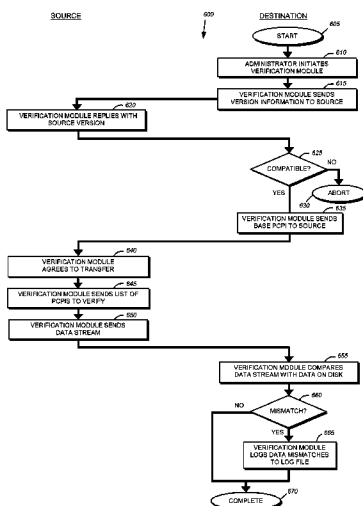 SOURCE
600
DESTINATION
START
605
610
ADMINISTRATOR INITIATES
VERIFICATION MODULE
615
VERIFICATION MODULE SENDS
VERSION INFORMATION TO SOURCE
620
VERIFICATION MODULE REPLIES WITH
SOURCE VERSION
625
COMPATIBLE?
NO
YES
ABORT
630
635
VERIFICATION MODULE SENDS
BASE PCPI TO SOURCE
640
VERIFICATION MODULE
AGREES TO TRANSFER
645
VERIFICATION MODULE SENDS LIST OF
PCPIS TO VERIFY
650
VERIFICATION MODULE SENDS
DATA STREAM
655
VERIFICATION MODULE COMPARES
DATA STREAM WITH DATA ON DISK
660
MISMATCH?
NO
YES
665
VERIFICATION MODULE
LOGS DATA MISMATCHES
TO LOG FILE
COMPLETE
670